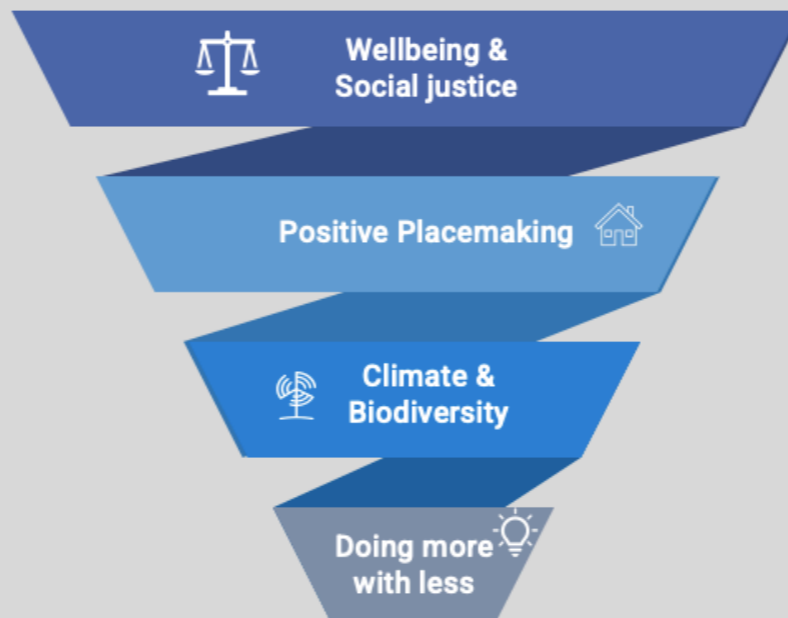 Wellbeing &
Social justice
Positive Placemaking
Climate &
Biodiversity
Doing more
with less